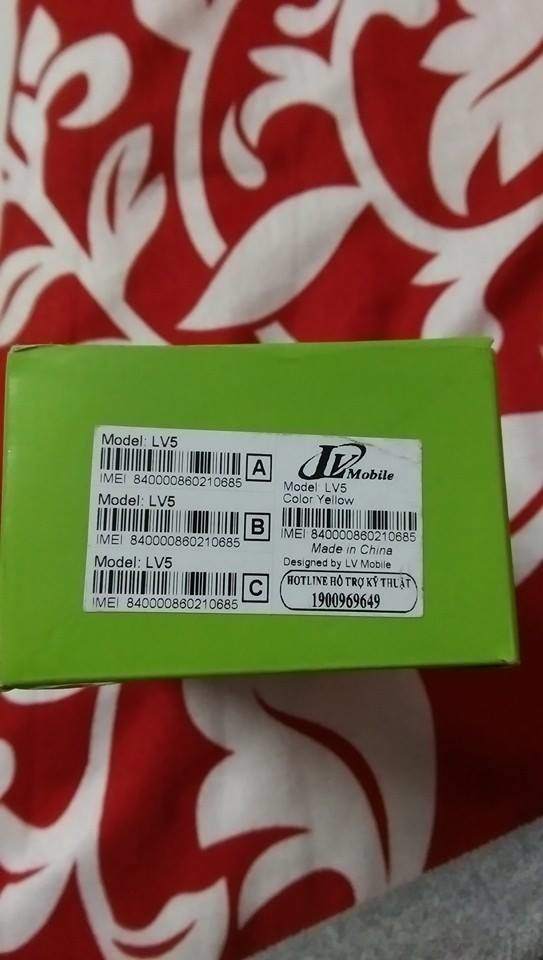 Model: LV5
IMEI 840000860210685
A
Model: LV5
IMEI 840000860210685
B
Model: LV5
IMEI 840000860210685
C
LV Mobile
Model: LV5
Color Yellow
IMEI 840000860210685
Made in China
Designed by LV Mobile
HOTLINE HỖ TRỢ KỸ THUẬT
1900969649